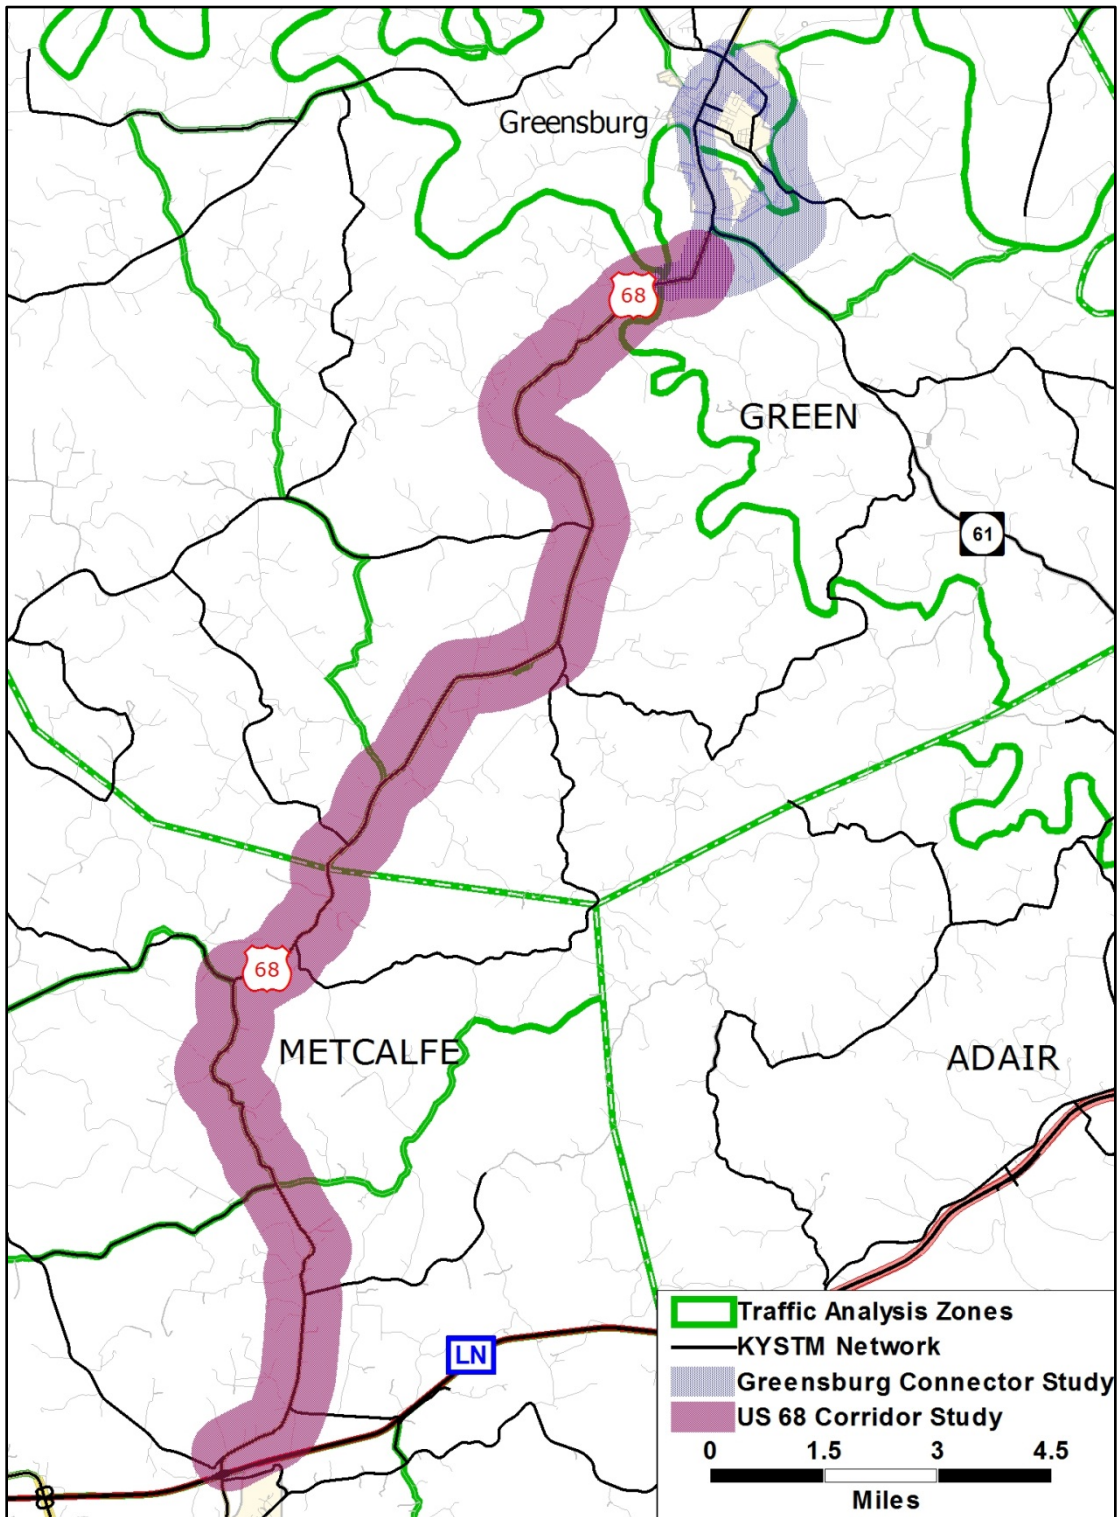 Greensburg
68
GREEN
61
68
METCALFE
ADAIR
LN
Traffic Analysis Zones
KYSTM Network
Greensburg Connector Study
US 68 Corridor Study
0 1.5 3 4.5
Miles